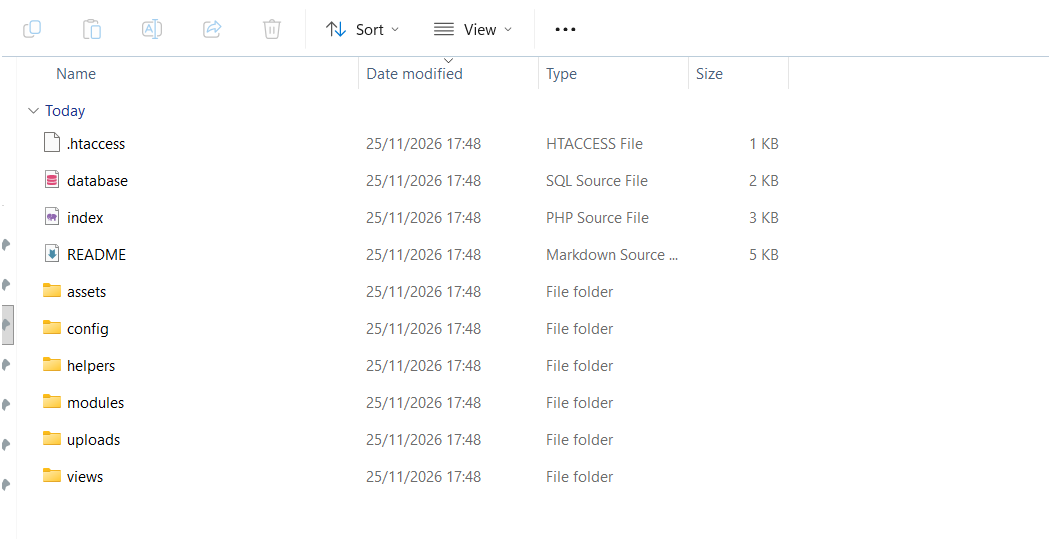 Sort View
Name Date modified Type Size
Today
.htaccess 25/11/2026 17:48 HTACCESS File 1 KB
database 25/11/2026 17:48 SQL Source File 2 KB
index 25/11/2026 17:48 PHP Source File 3 KB
README 25/11/2026 17:48 Markdown Source ... 5 KB
assets 25/11/2026 17:48 File folder
config 25/11/2026 17:48 File folder
helpers 25/11/2026 17:48 File folder
modules 25/11/2026 17:48 File folder
uploads 25/11/2026 17:48 File folder
views 25/11/2026 17:48 File folder